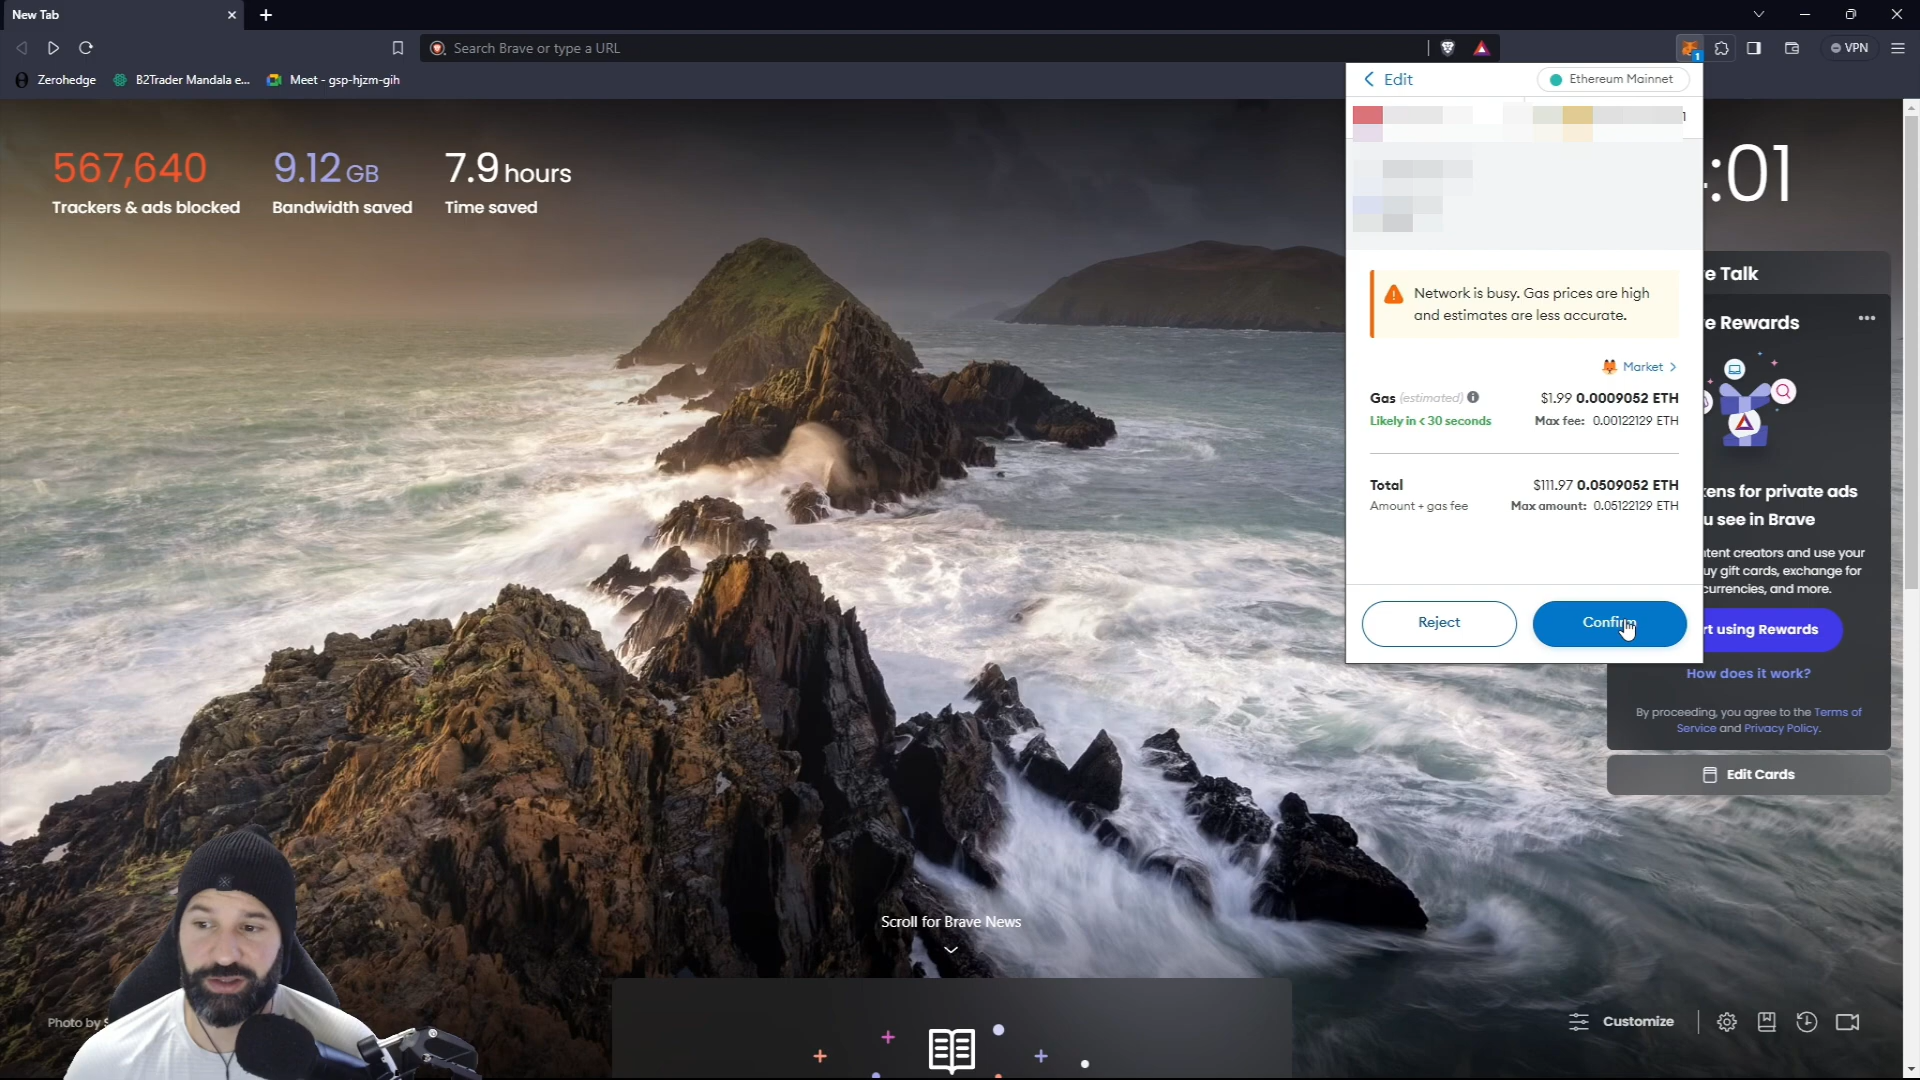 New Tab
Search Brave or type a URL
1
VPN
Zerohedge
B2Trader Mandala e...
Meet - gsp-hjzm-gih
Edit
Ethereum Mainnet
567,640
Trackers & ads blocked
9.12 GB
Bandwidth saved
7.9 hours
Time saved
:01
Network is busy. Gas prices are high
and estimates are less accurate.
Market >
Gas (estimated)
$1.99 0.0009052 ETH
Likely in < 30 seconds
Max fee: 0.00122129 ETH
Total
$111.97 0.0509052 ETH
Amount + gas fee
Max amount: 0.05122129 ETH
Reject
Confirm
e Talk
e Rewards
ens for private ads
u see in Brave
tent creators and use your
uy gift cards, exchange for
currencies, and more.
rt using Rewards
How does it work?
By proceeding, you agree to the Terms of
Service and Privacy Policy.
Edit Cards
Scroll for Brave News
Photo by
Customize